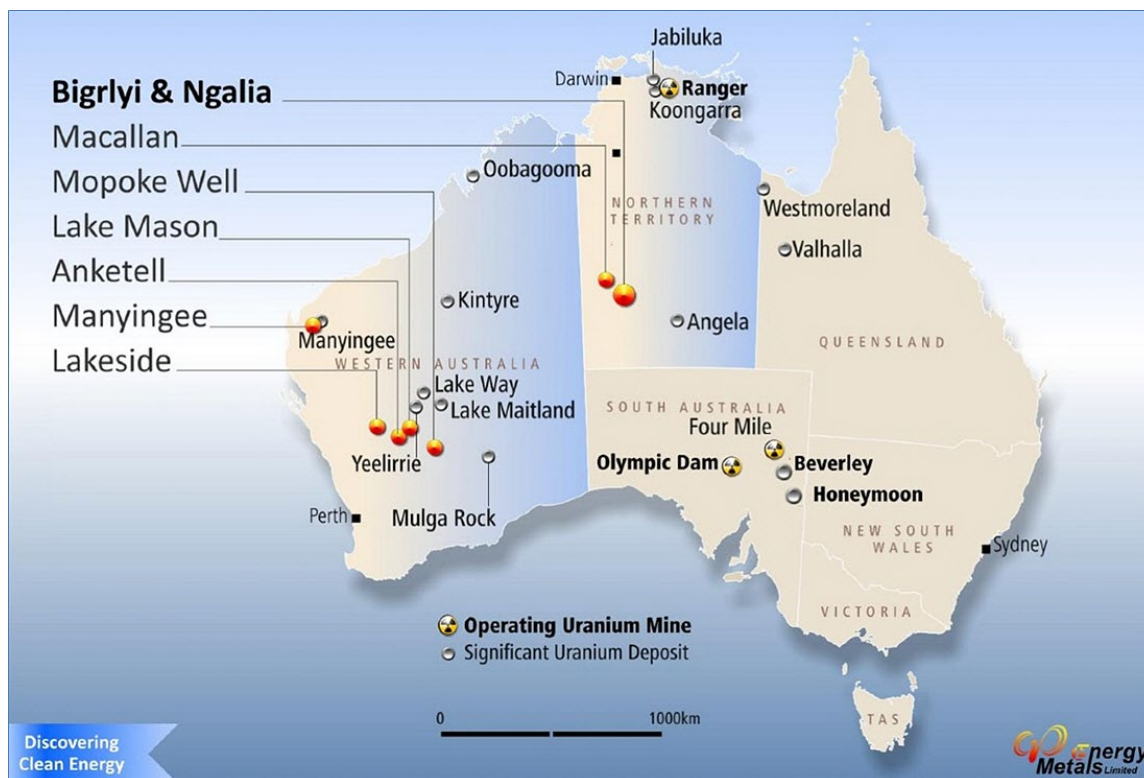 Jabiluka
Darwin
Ranger
Koongarra
Bigrlyi & Ngalia
Macallan
Mopoke Well
Lake Mason
Anketell
Manyingee
Lakeside
Oobagooma
NORTHERN
TERRITORY
Westmoreland
Valhalla
Kintyre
Angela
Manyingee
WESTERN AUSTRALIA
QUEENSLAND
Lake Way
Lake Maitland
Yeelirrie
SOUTH AUSTRALIA
Four Mile
Olympic Dam
Beverley
Honeymoon
Perth
Mulga Rock
NEW SOUTH
WALES
Sydney
VICTORIA
Operating Uranium Mine
Significant Uranium Deposit
0 1000km
TAS
Discovering
Clean Energy
Energy
Metals Limited